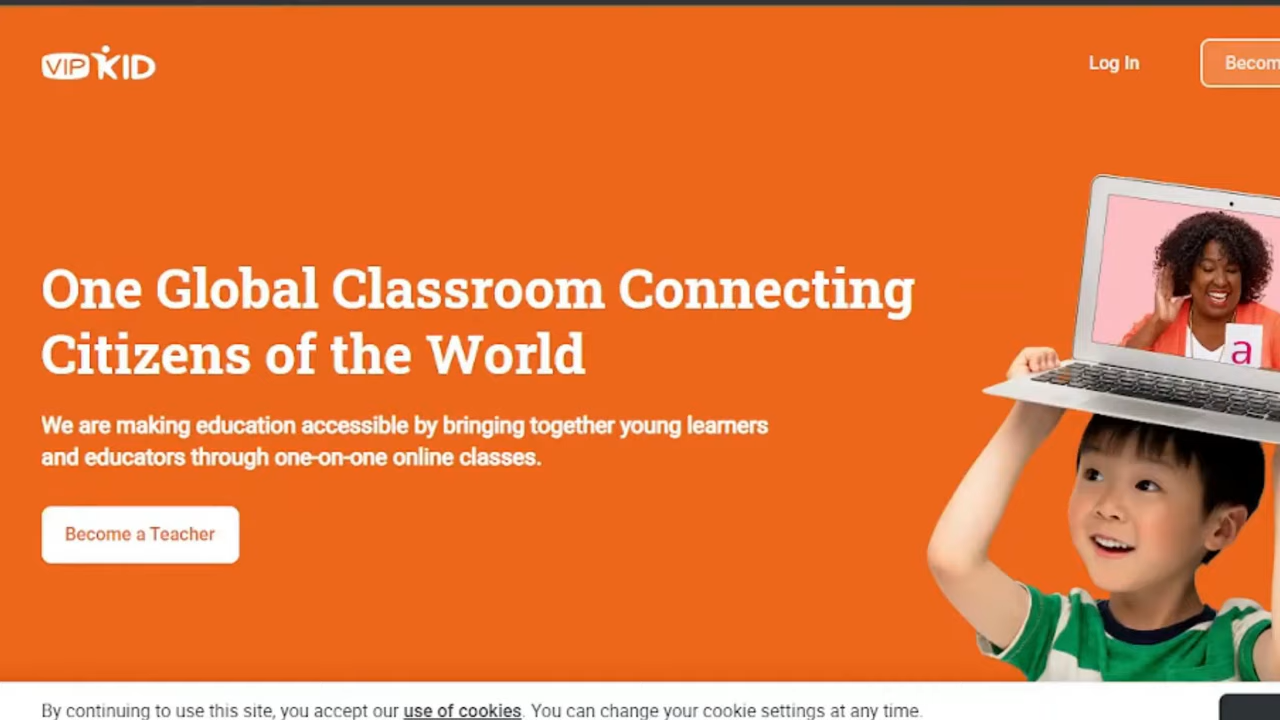 VIPKID
Log In
Becom
One Global Classroom Connecting
Citizens of the World
We are making education accessible by bringing together young learners
and educators through one-on-one online classes.
Become a Teacher
a
By continuing to use this site, you accept our use of cookies. You can change your cookie settings at any time.